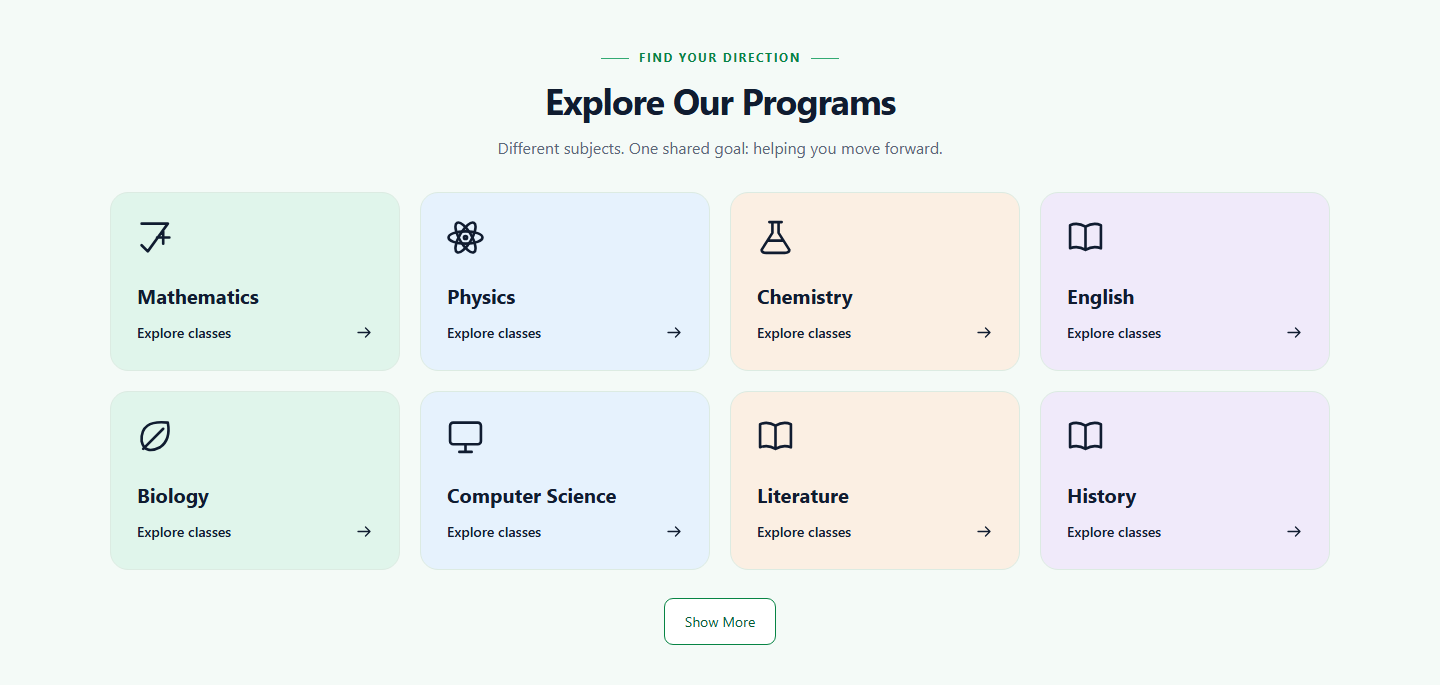 FIND YOUR DIRECTION
Explore Our Programs
Different subjects. One shared goal: helping you move forward.
Mathematics
Explore classes
Physics
Explore classes
Chemistry
Explore classes
English
Explore classes
Biology
Explore classes
Computer Science
Explore classes
Literature
Explore classes
History
Explore classes
Show More